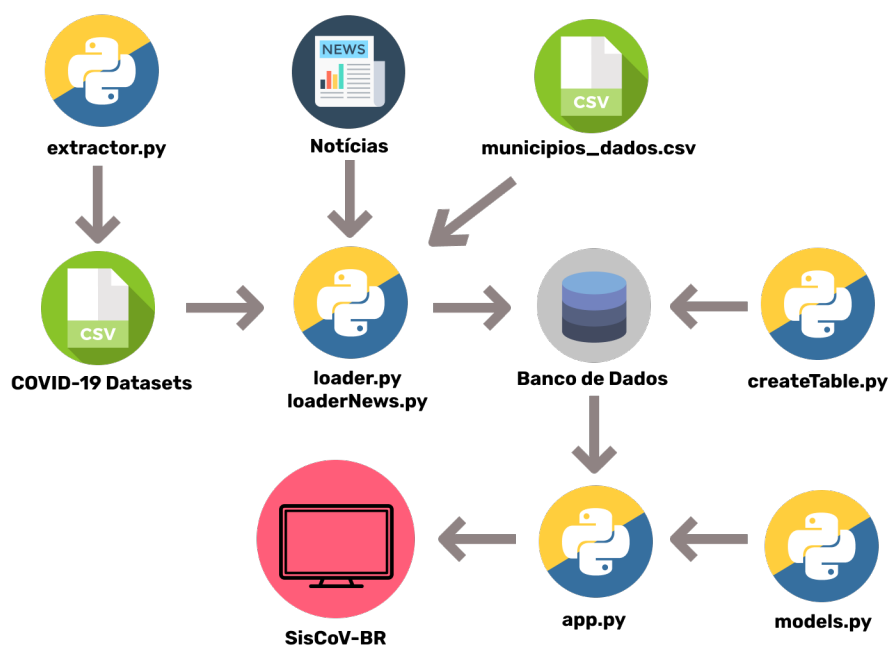 NEWS
CSV
extractor.py
Notícias
municipios_dados.csv
CSV
COVID-19 Datasets
loader.py
loaderNews.py
Banco de Dados
createTable.py
SisCoV-BR
app.py
models.py